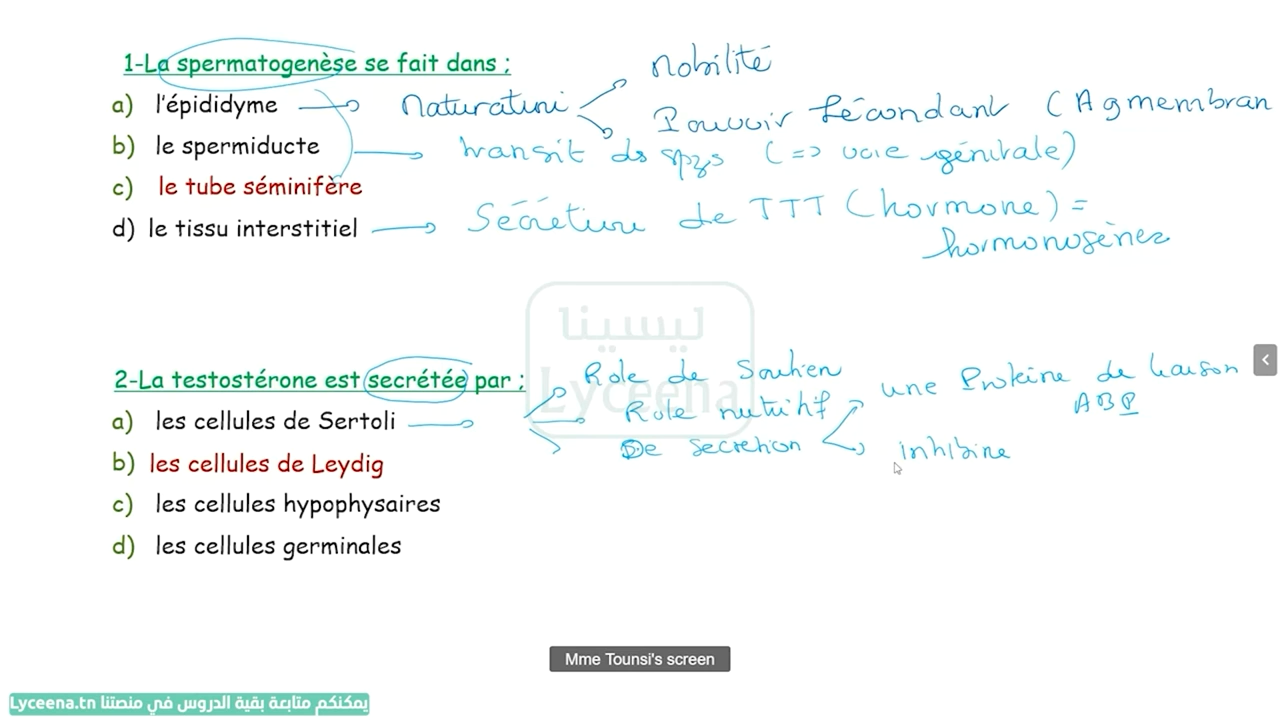 1-La spermatogenèse se fait dans ;
mobilité
a) l'épididyme → Maturation
Pouvoir fécondant (Ag membran
b) le spermiducte
→ transit ds spzs (=> voie génitale)
c) le tube séminifère
d) le tissu interstitiel → Sécrétion de TTT (hormone) =
hormonogènes
ليسينا
Lyceena
2-La testostérone est secrétée par ;
Role de Soutien
une Protéine de liaison
ABP
a) les cellules de Sertoli → Role nutritif
De secretion
inhibine
b) les cellules de Leydig
c) les cellules hypophysaires
d) les cellules germinales
Mme Tounsi's screen
يمكنكم متابعة بقية الدروس في منصتنا Lyceena.tn